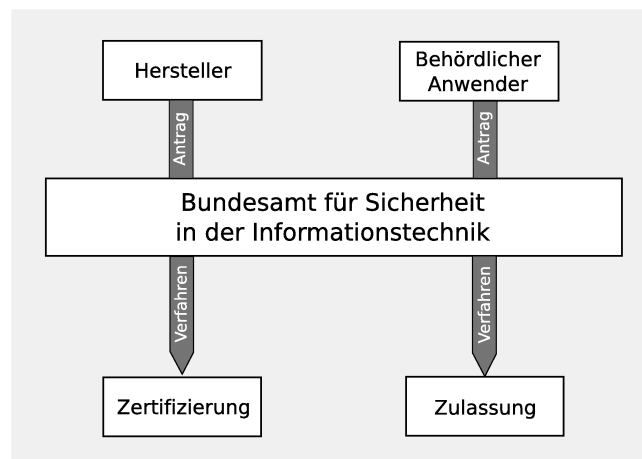 Hersteller
Behördlicher
Anwender
Antrag
Antrag
Bundesamt für Sicherheit
in der Informationstechnik
Verfahren
Verfahren
Zertifizierung
Zulassung